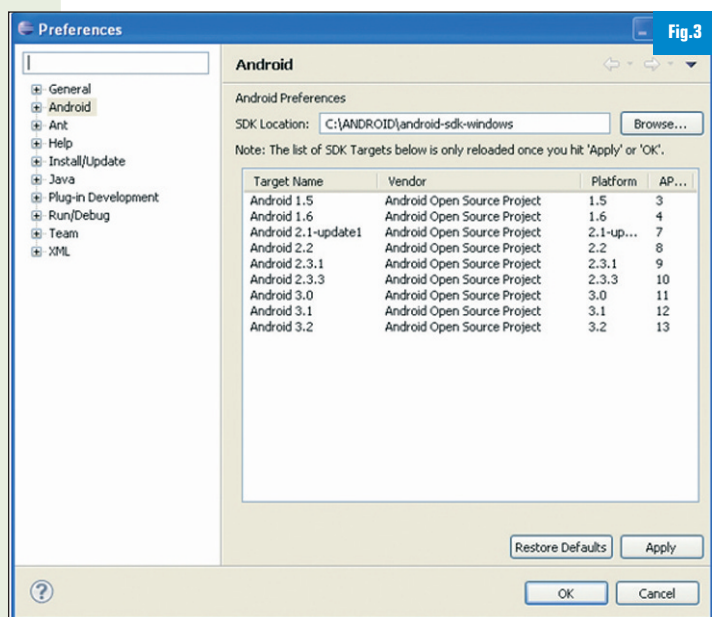 Preferences
Fig.3
General
Android
Ant
Help
Install/Update
Java
Plug-in Development
Run/Debug
Team
XML
Android
Android Preferences
SDK Location: C:\ANDROID\android-sdk-windows Browse...
Note: The list of SDK Targets below is only reloaded once you hit 'Apply' or 'OK'.
Target Name Vendor Platform AP...
Android 1.5 Android Open Source Project 1.5 3
Android 1.6 Android Open Source Project 1.6 4
Android 2.1-update1 Android Open Source Project 2.1-up... 7
Android 2.2 Android Open Source Project 2.2 8
Android 2.3.1 Android Open Source Project 2.3.1 9
Android 2.3.3 Android Open Source Project 2.3.3 10
Android 3.0 Android Open Source Project 3.0 11
Android 3.1 Android Open Source Project 3.1 12
Android 3.2 Android Open Source Project 3.2 13
Restore Defaults Apply
? OK Cancel